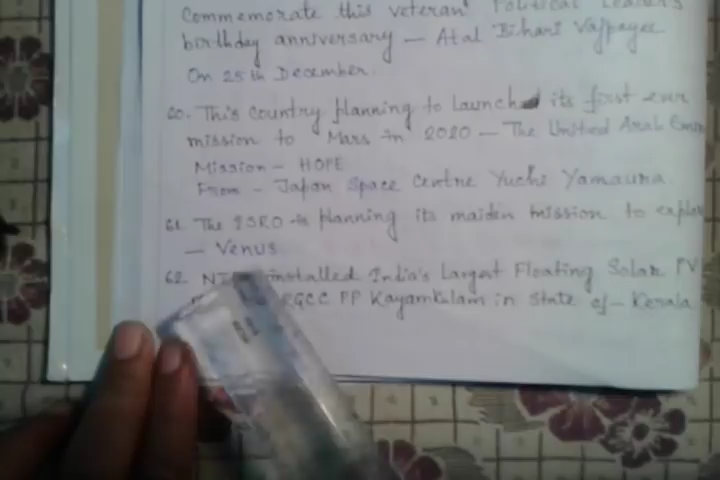 Commemorate this veteran Political Leader's
birthday anniversary — Atal Bihari Vajpayee
On 25th December.
60. This Country planning to launch its first ever
mission to Mars in 2020 — The United Arab
Mission — HOPE
From — Japan Space Centre Yuchi Yamaura
61. The ISRO is planning its maiden mission to
— Venus
62. installed India's Largest Floating Solar PV
RGCC PP Kayamkulam in State of — Kerala